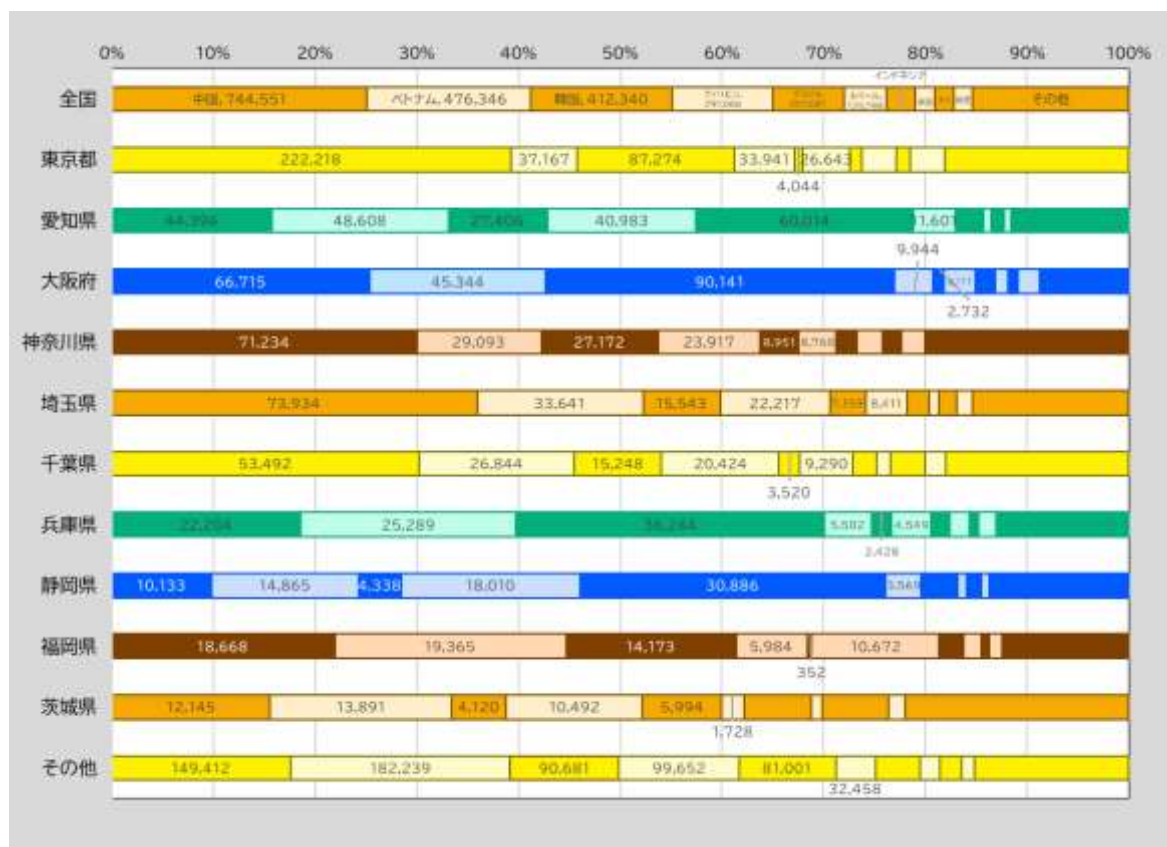 0% 10% 20% 30% 40% 50% 60% 70% 80% 90% 100%
インドネシア
全国 中国, 744,551 ベトナム, 476,346 韓国, 412,340 その他
東京都 222,218 37,167 87,274 33,941 26,643
4,044
愛知県 48,608 27,406 40,983 60,014 11,601
9,944
大阪府 66,715 45,344 90,141
2,732
神奈川県 71,234 29,093 27,172 23,917 8,951
埼玉県 73,934 33,641 15,543 22,217 8,411
千葉県 53,492 26,844 15,248 20,424 9,290
3,520
兵庫県 25,289 5,502 4,549
2,428
静岡県 10,133 14,865 4,338 18,010 30,886 3,569
福岡県 18,668 19,365 14,173 5,984 10,672
352
茨城県 12,145 13,891 4,120 10,492 5,994
1,728
その他 149,412 182,239 90,681 99,652 81,001
32,458